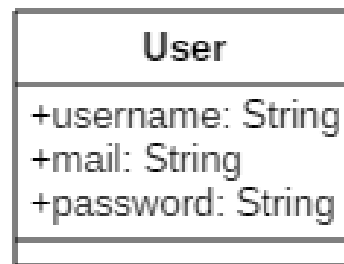 User
+username: String
+mail: String
+password: String